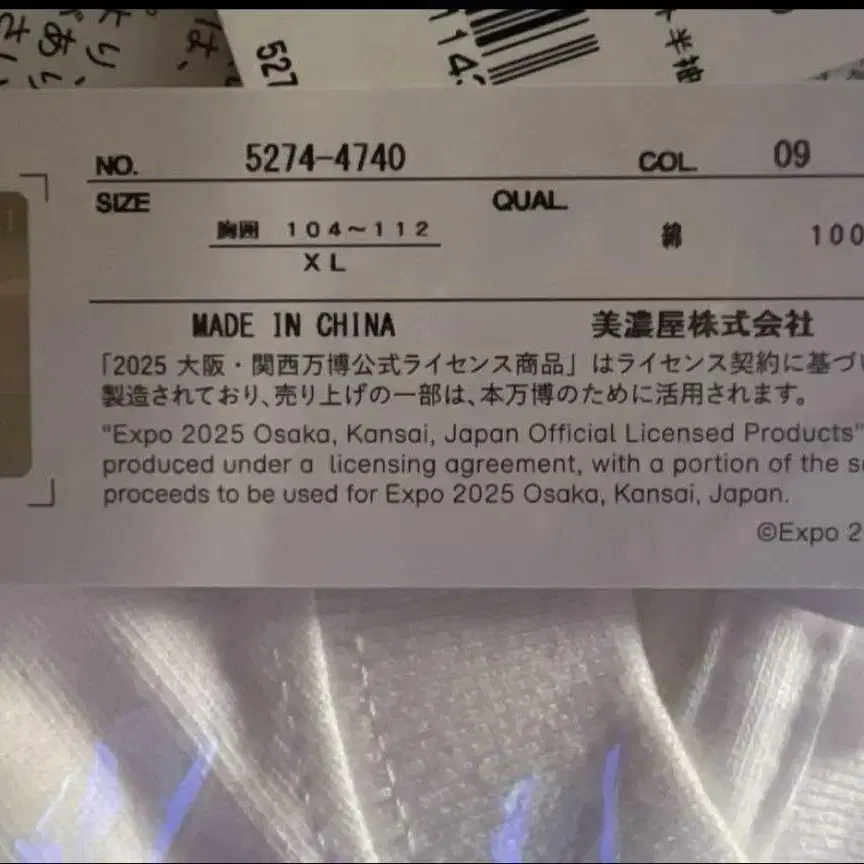 527
114
半袖
NO. 5274-4740 COL. 09
SIZE QUAL.
胸囲 104~112 綿 100
XL
MADE IN CHINA 美濃屋株式会社
「2025 大阪・関西万博公式ライセンス商品」はライセンス契約に基づ
製造されており、売り上げの一部は、本万博のために活用されます。
"Expo 2025 Osaka, Kansai, Japan Official Licensed Products"
produced under a licensing agreement, with a portion of the
proceeds to be used for Expo 2025 Osaka, Kansai, Japan.
©Expo 2